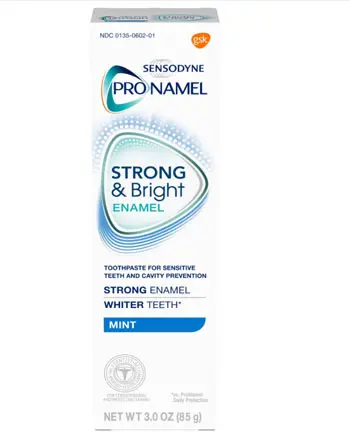 NDC 0135-0602-01
gsk
SENSODYNE
PRONAMEL
STRONG
& Bright
ENAMEL
TOOTHPASTE FOR SENSITIVE
TEETH AND CAVITY PREVENTION
STRONG ENAMEL
WHITER TEETH*
MINT
*vs. ProNamel
Daily Protection
NET WT 3.0 OZ (85 g)